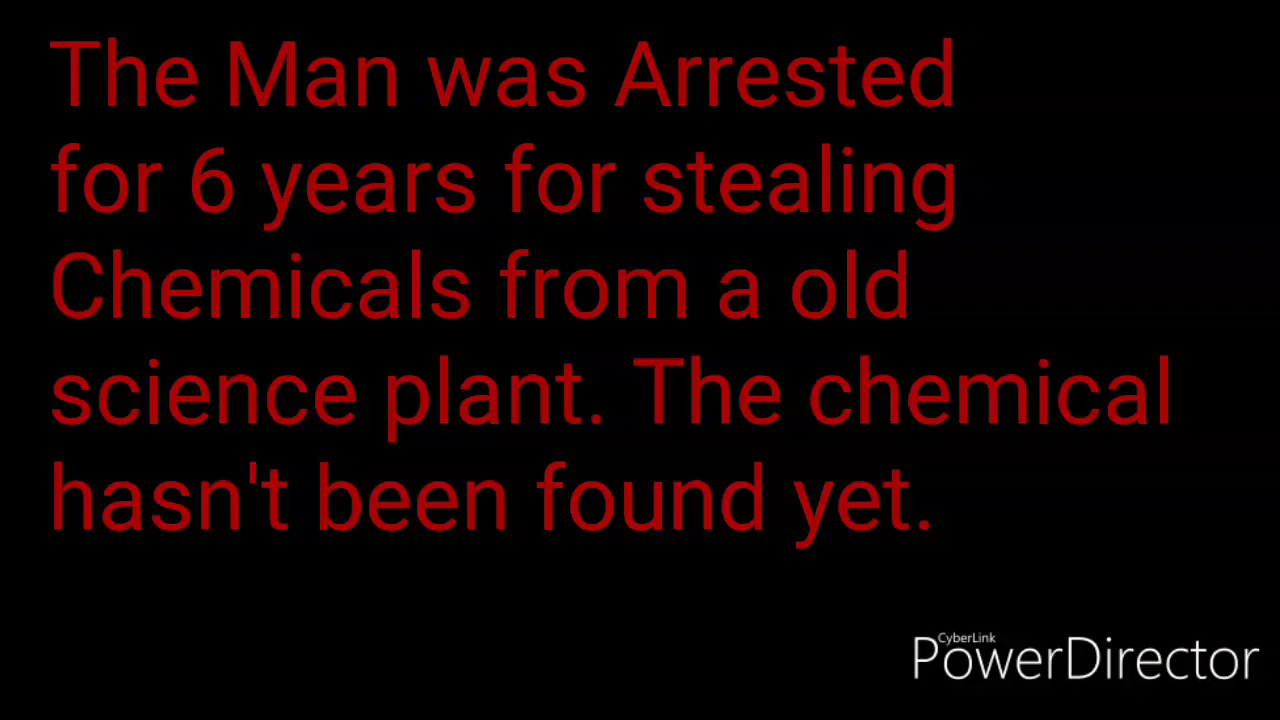 The Man was Arrested
for 6 years for stealing
Chemicals from a old
science plant. The chemical
hasn't been found yet.
CyberLink
PowerDirector